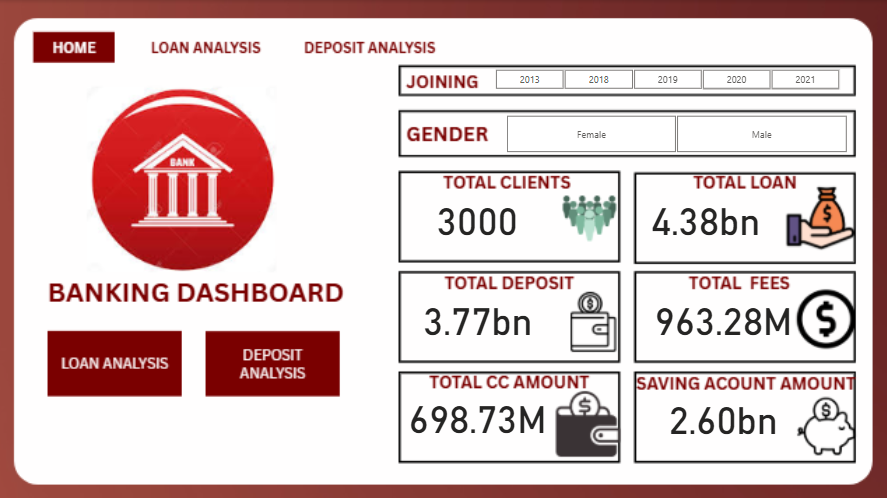 HOME LOAN ANALYSIS DEPOSIT ANALYSIS
JOINING 2013 2018 2019 2020 2021
GENDER Female Male
BANK
BANKING DASHBOARD
LOAN ANALYSIS
DEPOSIT
ANALYSIS
TOTAL CLIENTS
3000
TOTAL LOAN
4.38bn
$
TOTAL DEPOSIT
3.77bn
$
TOTAL FEES
963.28M
$
TOTAL CC AMOUNT
698.73M
$
SAVING ACOUNT AMOUNT
2.60bn
$